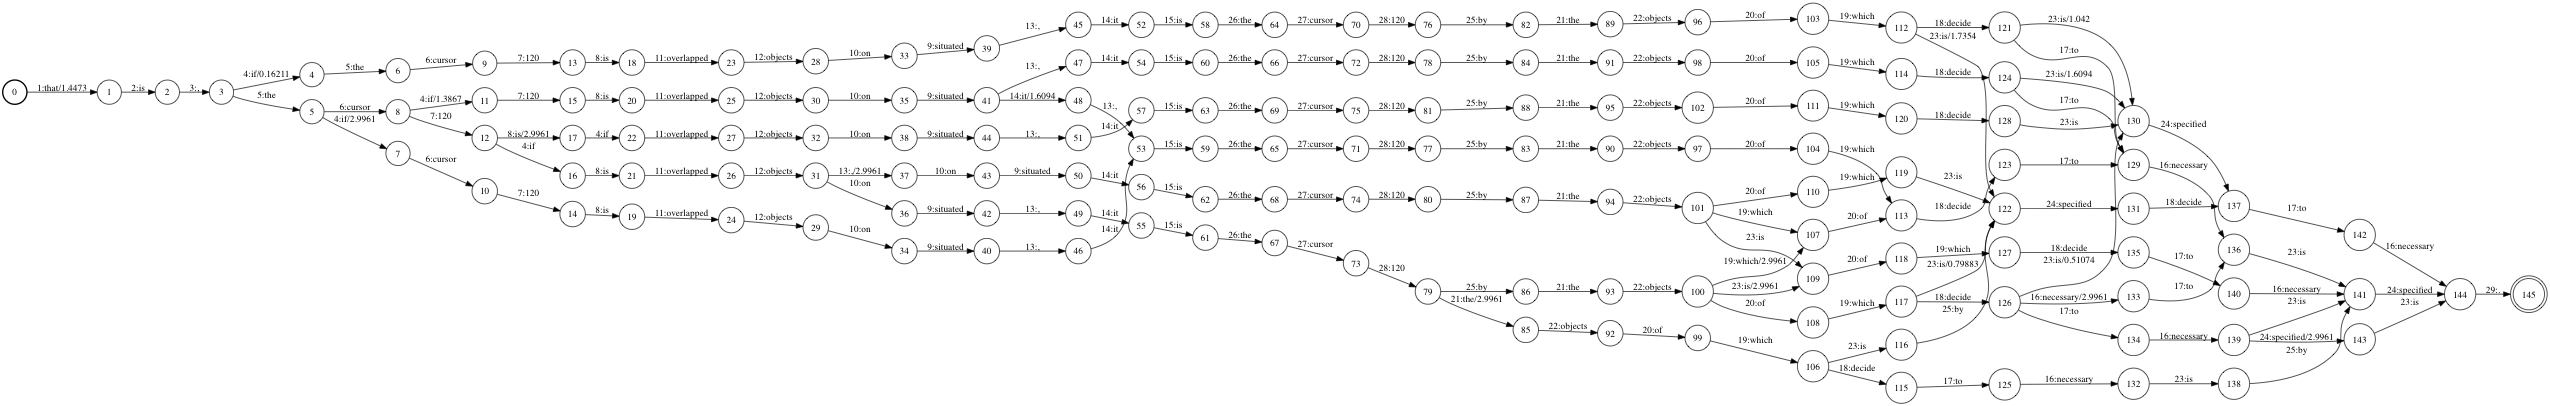 0 1:that/1.4473 1 2:is 2 3:, 3
4:if/0.16211 4 5:the 6 6:cursor 9 7:120 13 8:is 18 11:overlapped 23 12:objects 28 10:on 33 9:situated 39 13:, 45 14:it 52 15:is 58 26:the 64 27:cursor 70 28:120 76 25:by 82 21:the 89 22:objects 96 20:of 103 19:which 112 18:decide 121 23:is/1.042
23:is/1.7354 17:to
13:, 47 14:it 54 15:is 60 26:the 66 27:cursor 72 28:120 78 25:by 84 21:the 91 22:objects 98 20:of 105 19:which 114 18:decide 124 23:is/1.6094
17:to
5:the 5 6:cursor 8 4:if/1.3867 11 7:120 15 8:is 20 11:overlapped 25 12:objects 30 10:on 35 9:situated 41 14:it/1.6094 48 13:,
57 15:is 63 26:the 69 27:cursor 75 28:120 81 25:by 88 21:the 95 22:objects 102 20:of 111 19:which 120 18:decide 128 23:is 130 24:specified
4:if/2.9961 7:120 12 8:is/2.9961 17 4:if 22 11:overlapped 27 12:objects 32 10:on 38 9:situated 44 13:, 51 14:it
53 15:is 59 26:the 65 27:cursor 71 28:120 77 25:by 83 21:the 90 22:objects 97 20:of 104 19:which
7 6:cursor 4:if 16 8:is 21 11:overlapped 26 12:objects 31 13:,/2.9961 37 10:on 43 9:situated 50 14:it 56 15:is 62 26:the 68 27:cursor 74 28:120 80 25:by 87 21:the 94 22:objects 101 20:of 110 19:which 119 23:is 123 17:to 129 16:necessary
10:on 36 9:situated 42 13:, 49 14:it 55 15:is 61 26:the 67 27:cursor 73 28:120
19:which 107 20:of 113 18:decide 122 24:specified 131 18:decide 137 17:to 142 16:necessary
10 7:120 14 8:is 19 11:overlapped 24 12:objects 29 10:on 34 9:situated 40 13:, 46 14:it
23:is 109 20:of 118 19:which 127 18:decide 135 17:to 136 23:is
23:is/0.79883 23:is/0.51074
79 25:by 86 21:the 93 22:objects 100 19:which/2.9961
23:is/2.9961
20:of 108 19:which 117 18:decide 126 16:necessary/2.9961 133 17:to 140 16:necessary 141 24:specified 144 29:. 145
25:by 17:to 23:is 23:is
21:the/2.9961 85 22:objects 92 20:of 99 19:which 106 23:is 116 134 16:necessary 139 24:specified/2.9961 143
25:by
18:decide 115 17:to 125 16:necessary 132 23:is 138